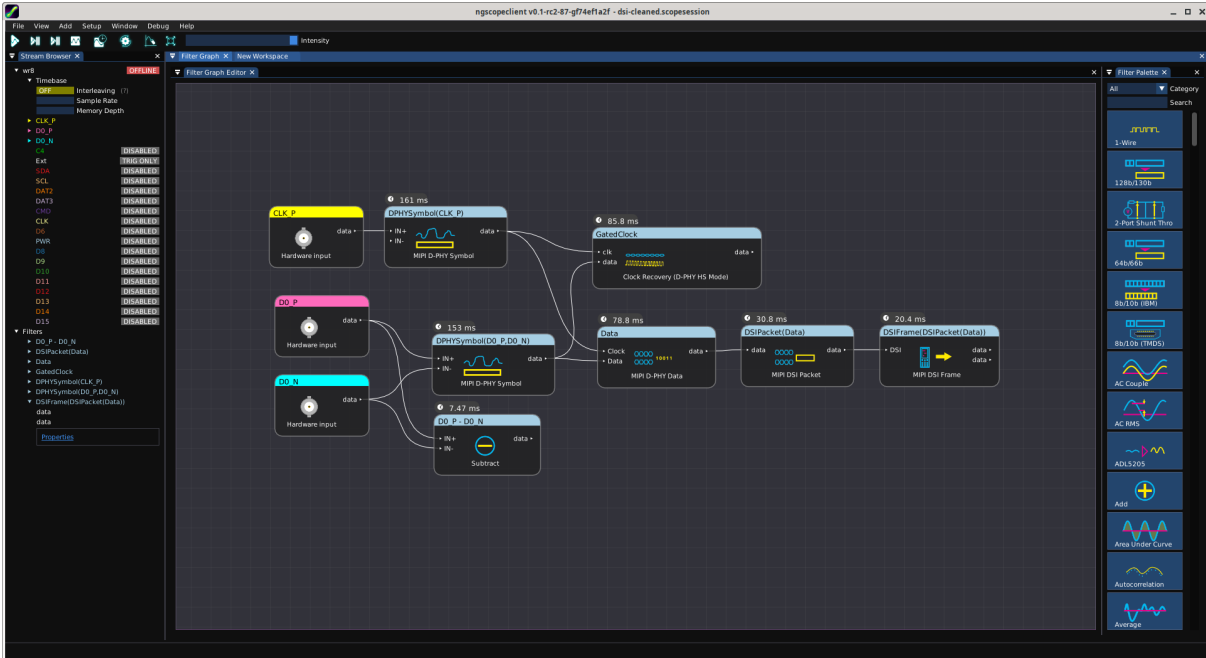 ngscopeclient v0.1-rc2-87-gf74ef1a2f - dsi-cleaned.scopesession
File View Add Setup Window Debug Help
Intensity
Stream Browser
wr8 OFFLINE
Timebase
OFF Interleaving (?)
Sample Rate
Memory Depth
CLK_P
D0_P
D0_N
C4 DISABLED
Ext TRIG ONLY
SDA DISABLED
SCL DISABLED
DAT2 DISABLED
DAT3 DISABLED
CMD DISABLED
CLK DISABLED
D6 DISABLED
PWR DISABLED
D8 DISABLED
D9 DISABLED
D10 DISABLED
D11 DISABLED
D12 DISABLED
D13 DISABLED
D14 DISABLED
D15 DISABLED
Filters
D0_P - D0_N
DSIPacket(Data)
Data
GatedClock
DPHYSymbol(CLK_P)
DPHYSymbol(D0_P,D0_N)
DSIFrame(DSIPacket(Data))
data
data
Properties
Filter Graph New Workspace
Filter Graph Editor
CLK_P
data
Hardware input
161 ms
DPHYSymbol(CLK_P)
IN+ data
IN-
MIPI D-PHY Symbol
85.8 ms
GatedClock
clk data
data
Clock Recovery (D-PHY HS Mode)
D0_P
data
Hardware input
D0_N
data
Hardware input
153 ms
DPHYSymbol(D0_P,D0_N)
IN+ data
IN-
MIPI D-PHY Symbol
7.47 ms
D0_P - D0_N
IN+ data
IN-
Subtract
78.8 ms
Data
Clock data
Data
10011
MIPI D-PHY Data
30.8 ms
DSIPacket(Data)
data data
MIPI DSI Packet
20.4 ms
DSIFrame(DSIPacket(Data))
DSI data
data
MIPI DSI Frame
Filter Palette
All Category
Search
1-Wire
128b/130b
2-Port Shunt Thro
64b/66b
8b/10b (IBM)
8b/10b (TMDS)
AC Couple
AC RMS
ADL5205
Add
Area Under Curve
Autocorrelation
Average